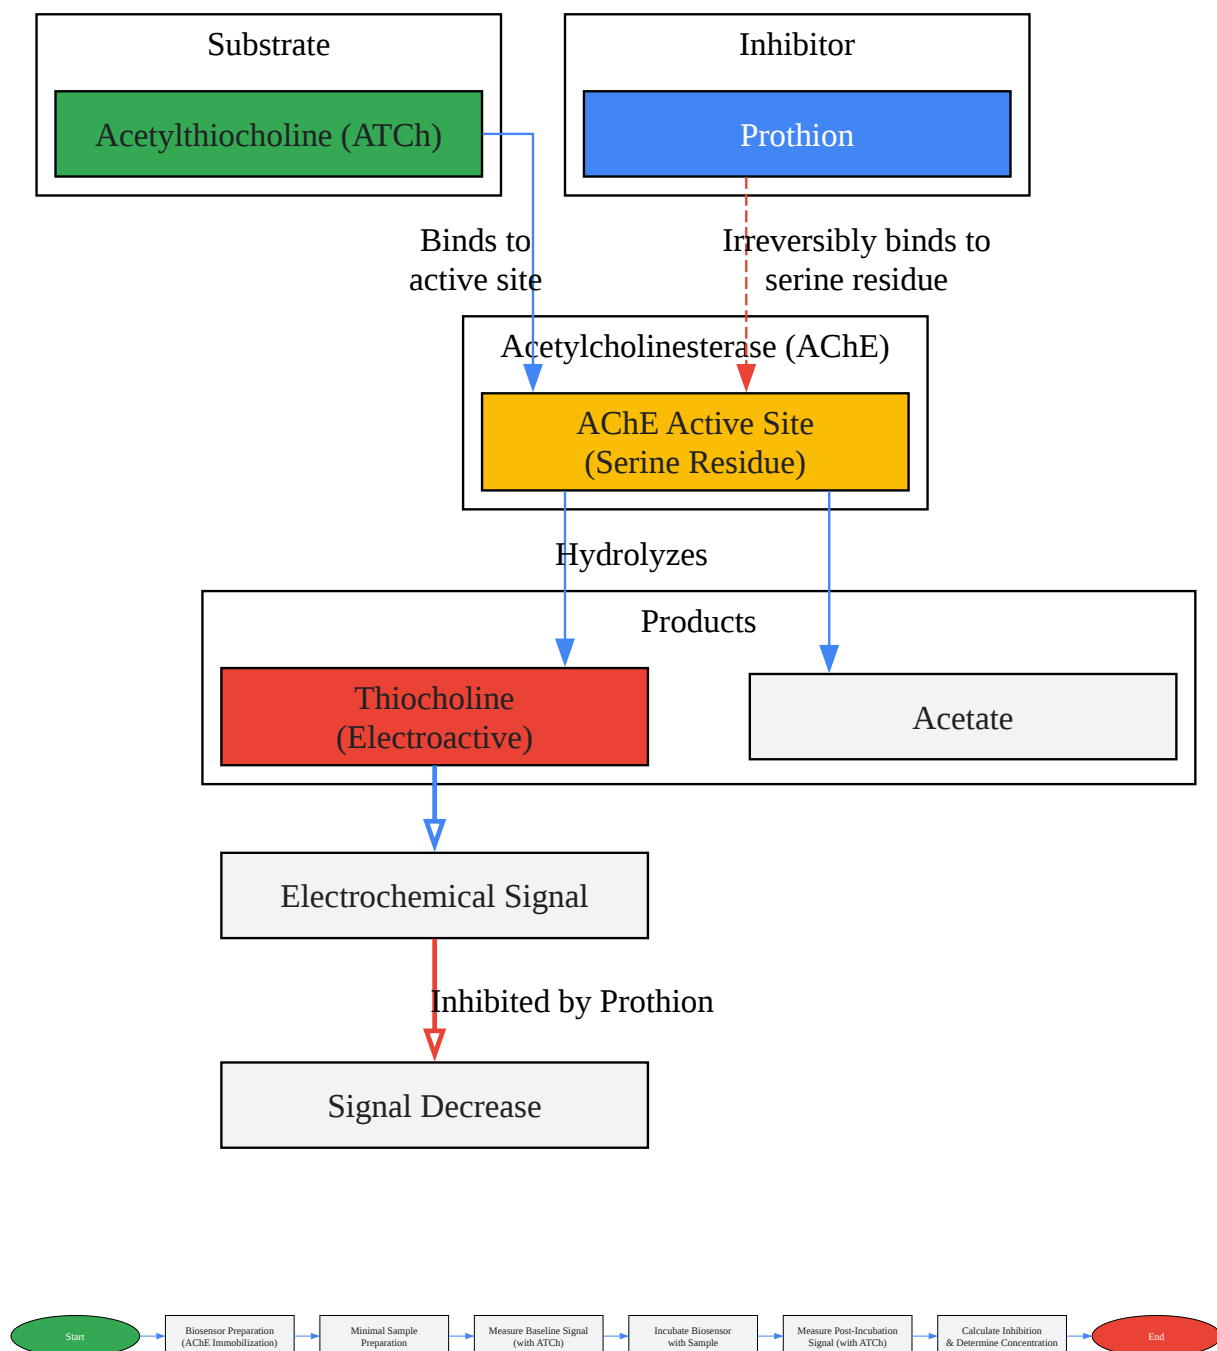 Substrate
Inhibitor
Acetylthiocholine (ATCh)
Prothion
Binds to
active site
Irreversibly binds to
serine residue
Acetylcholinesterase (AChE)
AChE Active Site
(Serine Residue)
Hydrolyzes
Products
Thiocholine
(Electroactive)
Acetate
Electrochemical Signal
Inhibited by Prothion
Signal Decrease
Start
Biosensor Preparation
(AChE Immobilization)
Minimal Sample
Preparation
Measure Baseline Signal
(with ATCh)
Incubate Biosensor
with Sample
Measure Post-Incubation
Signal (with ATCh)
Calculate Inhibition
& Determine Concentration
End